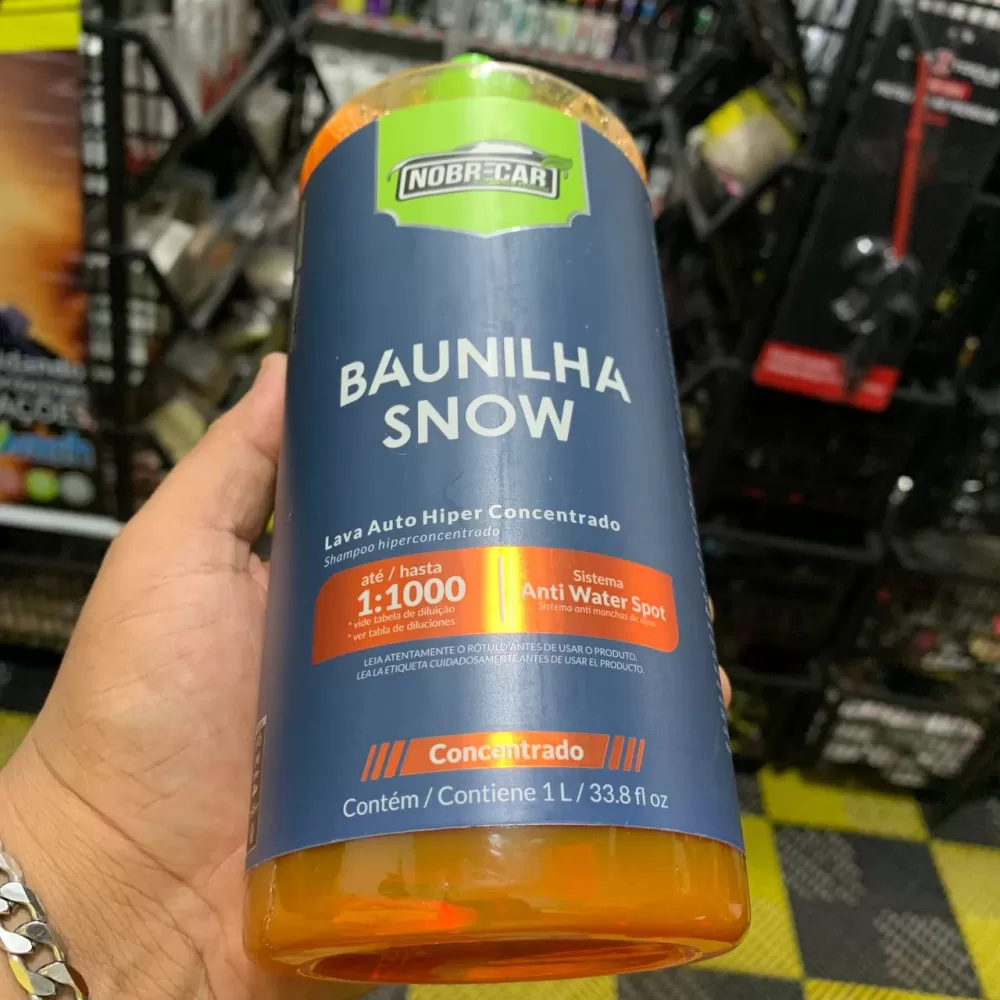 NOBR-CAR
BAUNILHA
SNOW
Lava Auto Hiper Concentrado
Shampoo hiperconcentrado
até / hasta
1:1000
* vide tabela de diluição
* ver tabla de diluciones
Sistema
Anti Water Spot
Sistema anti manchas de agua
LEIA ATENTAMENTE O RÓTULO ANTES DE USAR O PRODUTO.
LEA LA ETIQUETA CUIDADOSAMENTE ANTES DE USAR EL PRODUCTO.
Concentrado
Contém / Contiene 1 L / 33.8 fl oz